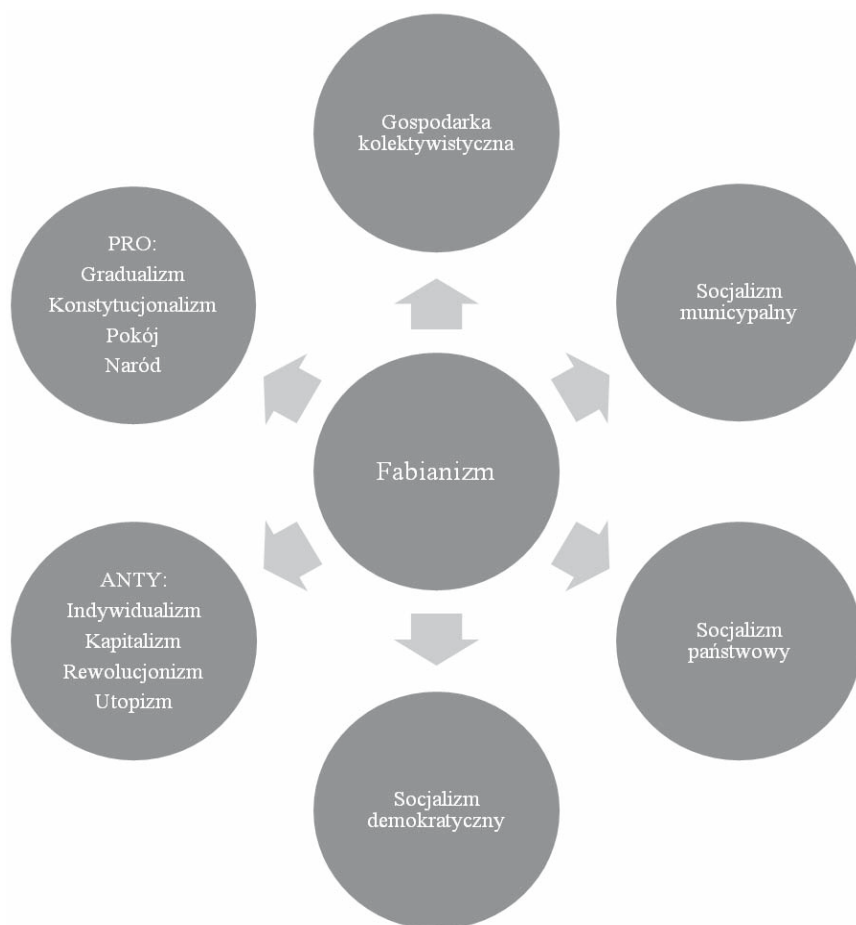 Gospodarka
kolektywistyczna
PRO:
Gradualizm
Konstytucjonalizm
Pokój
Naród
Socjalizm
municypalny
Fabianizm
ANTY:
Indywidualizm
Kapitalizm
Rewolucjonizm
Utopizm
Socjalizm
państwowy
Socjalizm
demokratyczny